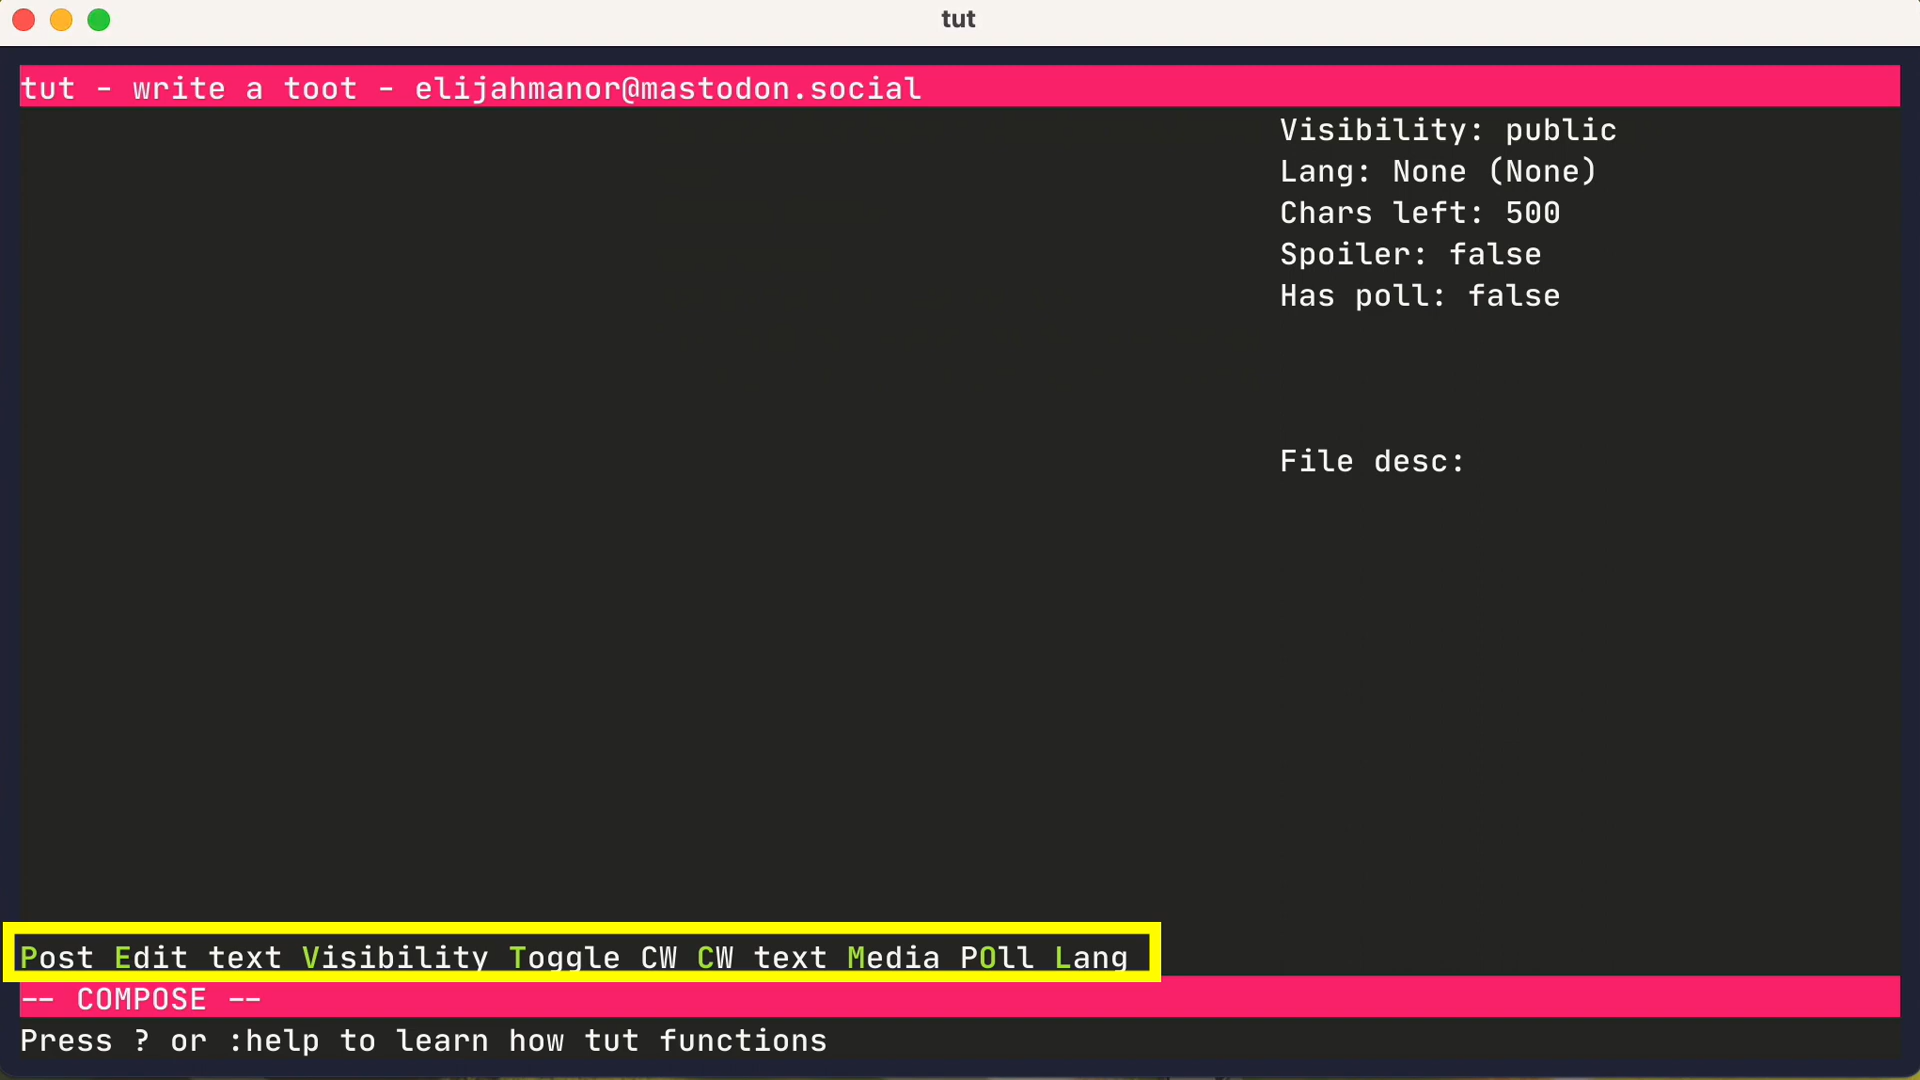 tut
tut - write a toot - elijahmanor@mastodon.social
Visibility: public
Lang: None (None)
Chars left: 500
Spoiler: false
Has poll: false
File desc:
Post Edit text Visibility Toggle CW CW text Media POll Lang
-- COMPOSE --
Press ? or :help to learn how tut functions